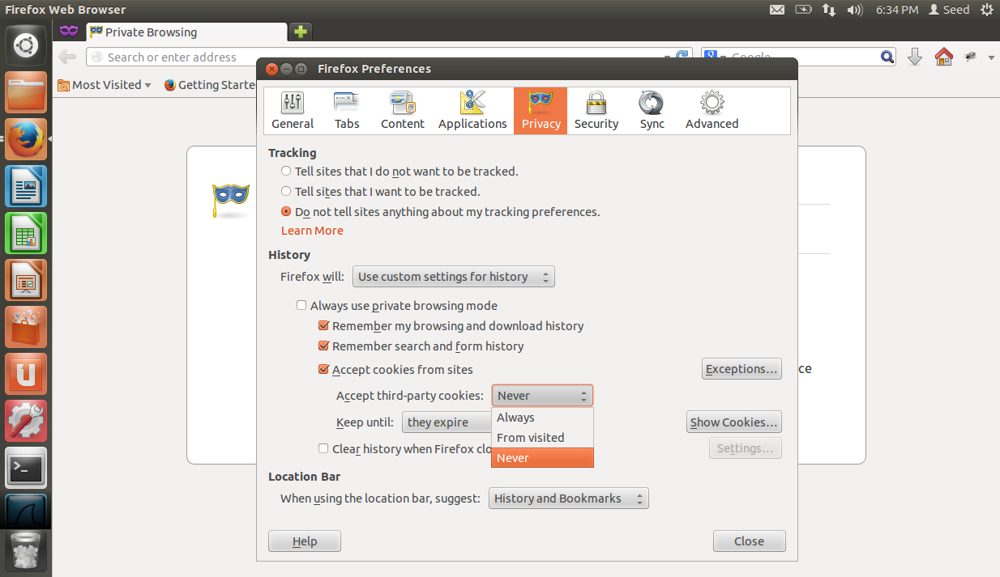 Firefox Web Browser 6:34 PM Seed
Private Browsing
Search or enter address Google
Most Visited Getting Starte
Firefox Preferences
General Tabs Content Applications Privacy Security Sync Advanced
Tracking
Tell sites that I do not want to be tracked.
Tell sites that I want to be tracked.
Do not tell sites anything about my tracking preferences.
Learn More
History
Firefox will: Use custom settings for history
Always use private browsing mode
Remember my browsing and download history
Remember search and form history
Accept cookies from sites Exceptions... ce
Accept third-party cookies: Never
Always
Keep until: they expire Show Cookies...
From visited
Clear history when Firefox clo Settings...
Never
Location Bar
When using the location bar, suggest: History and Bookmarks
Help Close